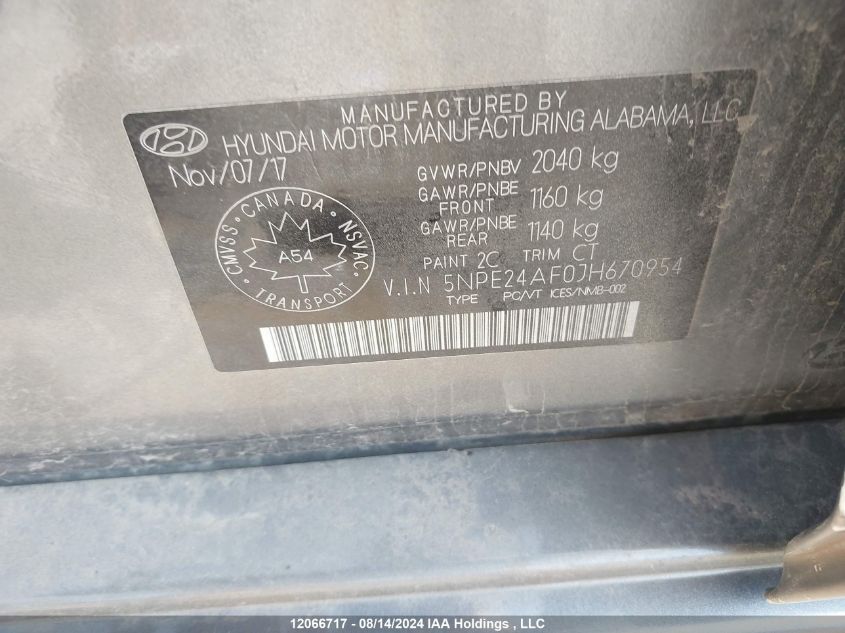 MANUFACTURED BY
HYUNDAI MOTOR MANUFACTURING ALABAMA, LLC
Nov/07/17
GVWR/PNBV 2040 kg
GAWR/PNBE FRONT 1160 kg
GAWR/PNBE REAR 1140 kg
PAINT 2C TRIM CT
V.I.N 5NPE24AF0JH670954
TYPE PC/VT ICES/NMB-002
CMVSS • CANADA • NSVAC • TRANSPORT •
A54
12066717 - 08/14/2024 IAA Holdings , LLC